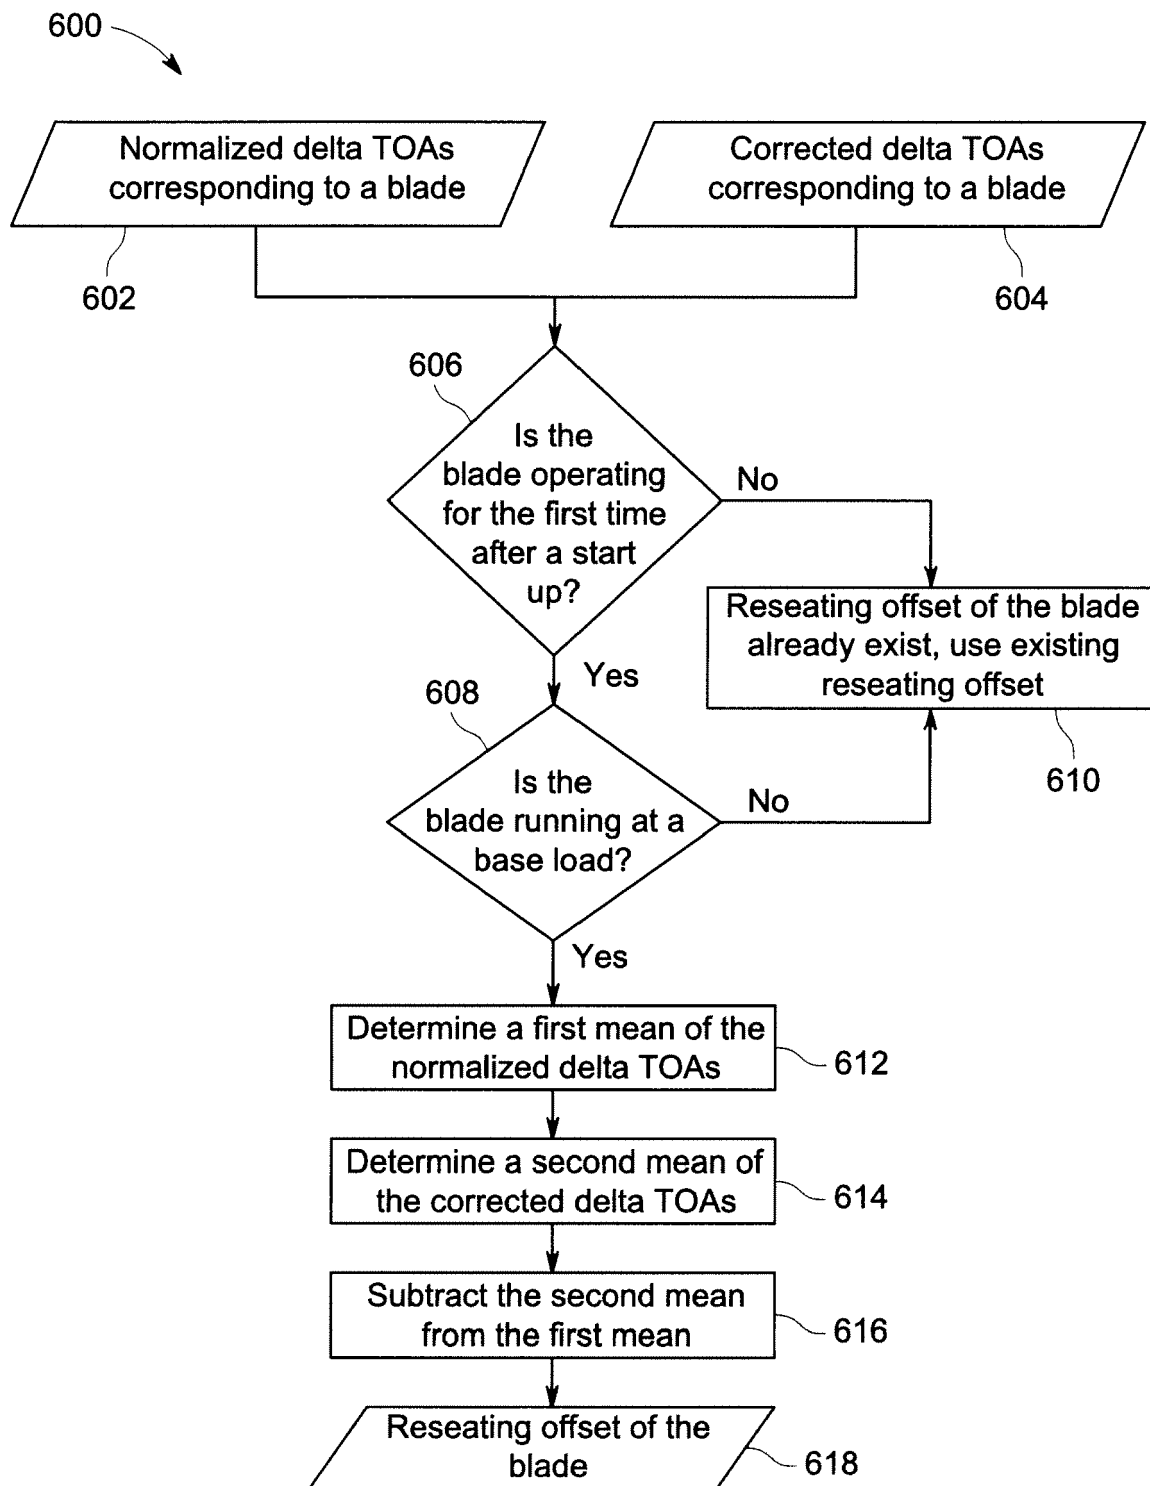 600
Normalized delta TOAs
corresponding to a blade
Corrected delta TOAs
corresponding to a blade
602
604
606
Is the
blade operating
for the first time
after a start
up?
No
Reseating offset of the blade
already exist, use existing
reseating offset
610
Yes
608
Is the
blade running at a
base load?
No
Yes
Determine a first mean of the
normalized delta TOAs
612
Determine a second mean of
the corrected delta TOAs
614
Subtract the second mean
from the first mean
616
Reseating offset of the
blade
618